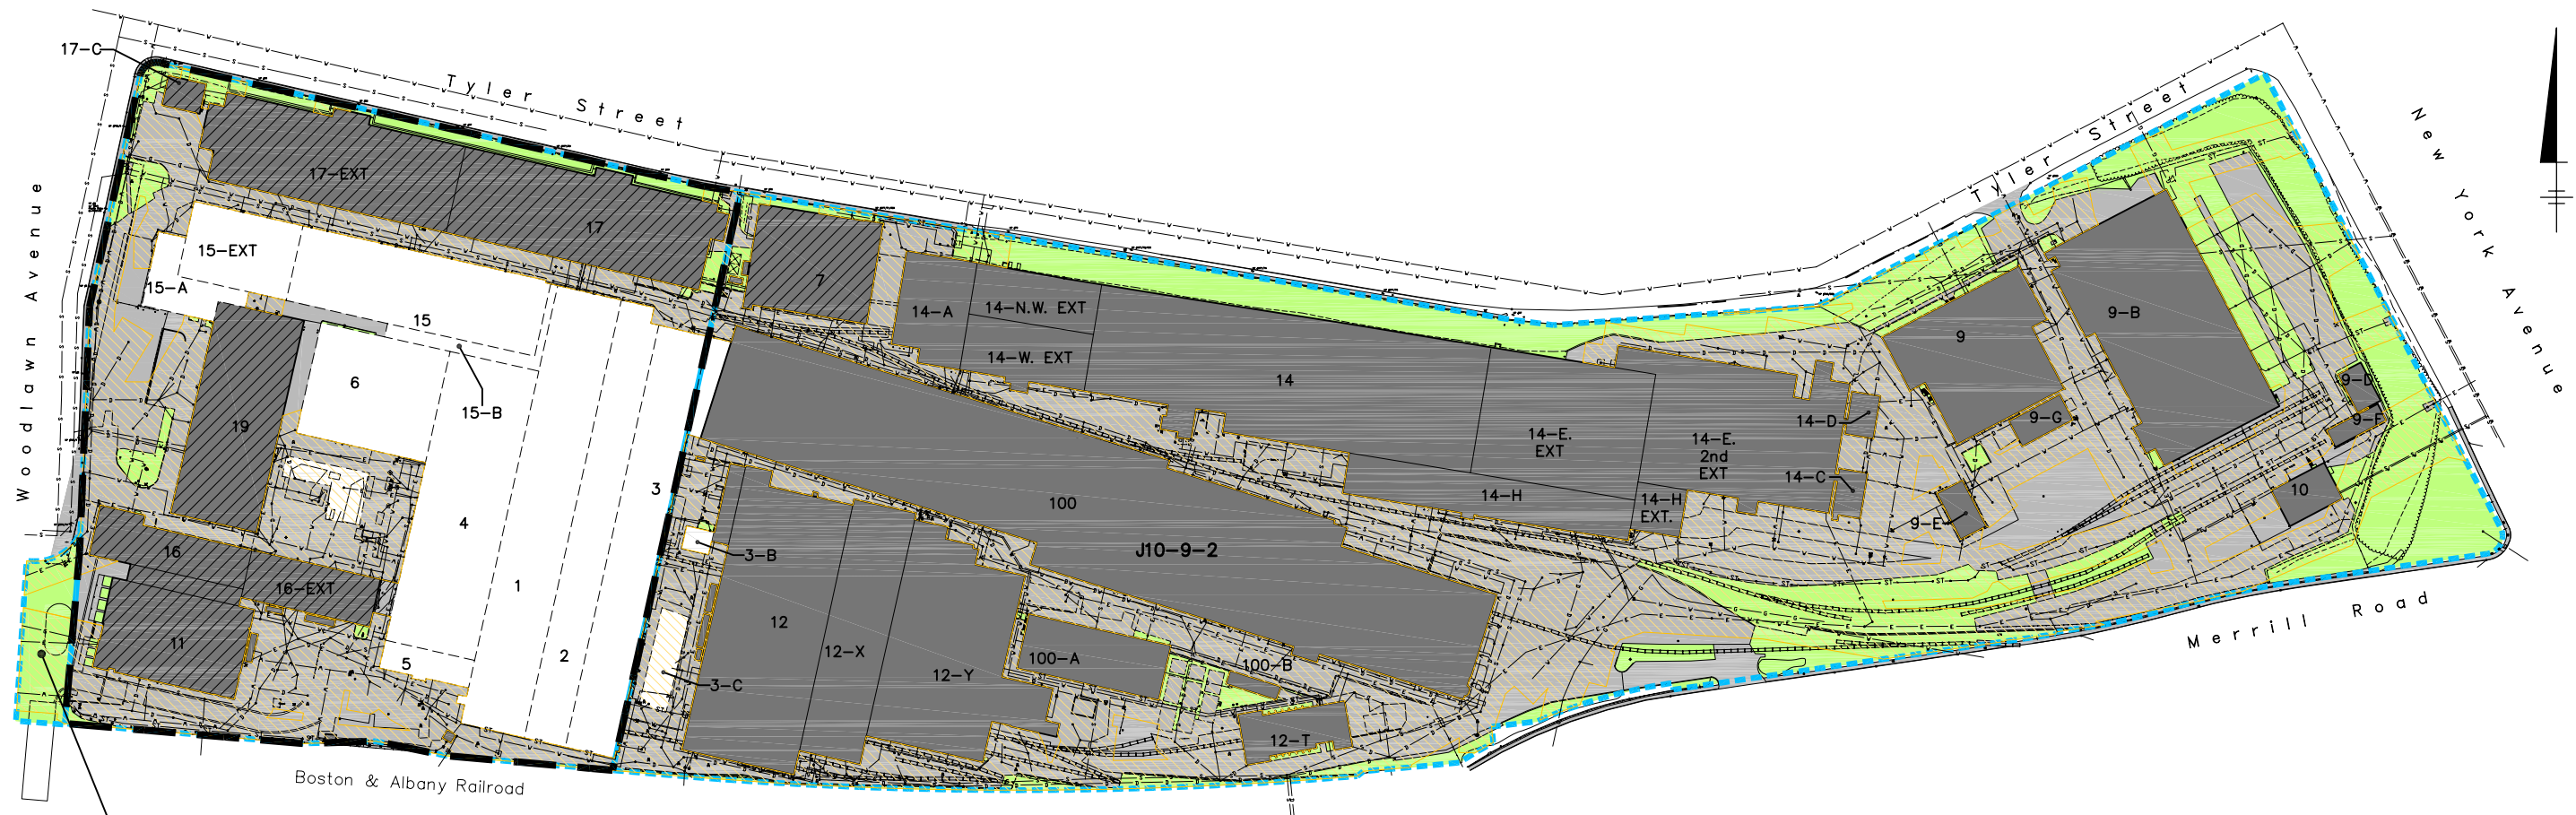 17-C
Tyler Street
Tyler Street
New York Avenue
Woodlawn Avenue
17-EXT
17
15-EXT
15-A
15
7
6
15-B
19
14-A
14-N.W. EXT
14-W. EXT
14
9
9-B
9-D
9-F
9-G
14-D
14-E.
EXT
14-E.
2nd
EXT
14-C
14-H
14-H
EXT.
9-E
10
3
4
100
J10-9-2
3-B
16
16-EXT
1
11
12
12-X
12-Y
100-A
100-B
5
2
3-C
12-T
Merrill Road
Boston & Albany Railroad